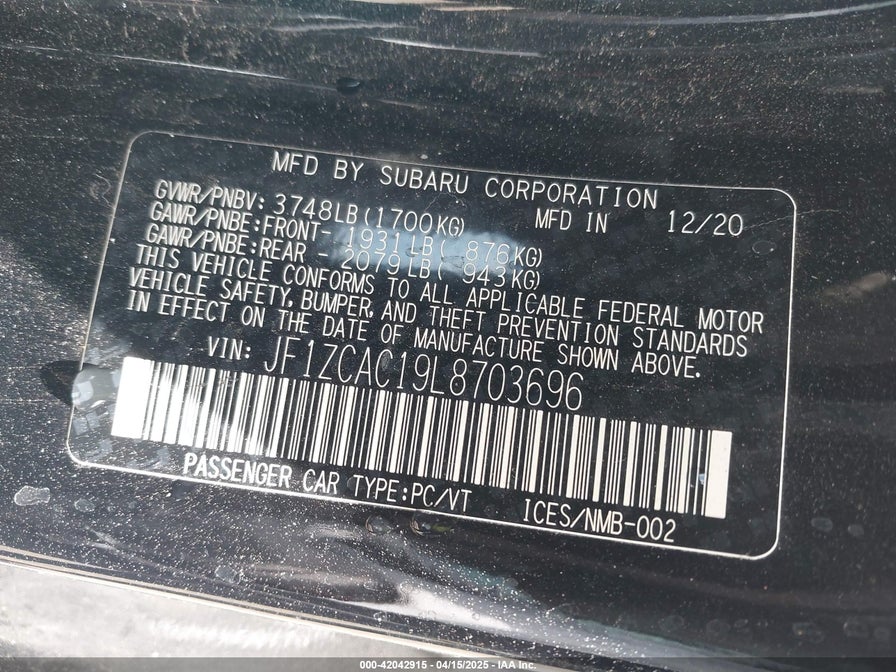 MFD BY SUBARU CORPORATION
GVWR/PNBV: 3748LB(1700KG) MFD IN 12/20
GAWR/PNBE:FRONT- 1931LB( 876KG)
GAWR/PNBE:REAR 2079LB( 943KG)
THIS VEHICLE CONFORMS TO ALL APPLICABLE FEDERAL MOTOR
VEHICLE SAFETY, BUMPER, AND THEFT PREVENTION STANDARDS
IN EFFECT ON THE DATE OF MANUFACTURE SHOWN ABOVE.
VIN: JF1ZCAC19L8703696
PASSENGER CAR TYPE:PC/VT ICES/NMB-002
000-42042915 - 04/15/2025 - IAA Inc.